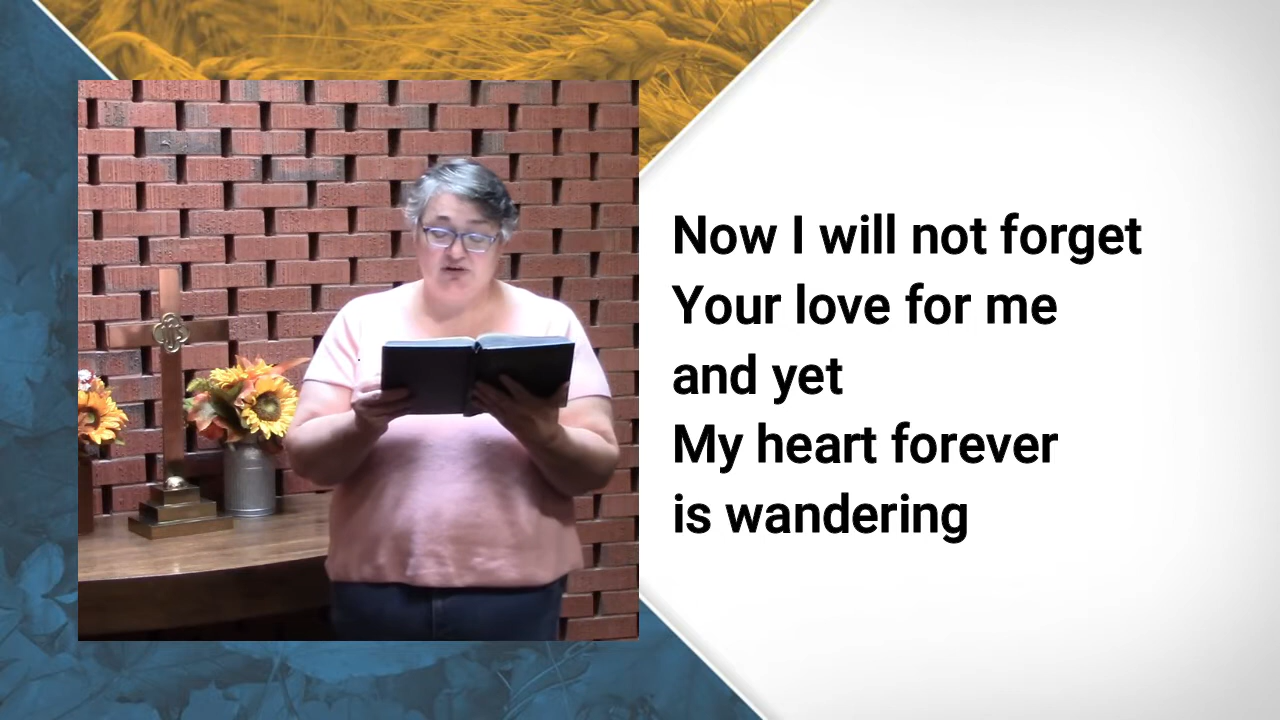 Now I will not forget
Your love for me
and yet
My heart forever
is wandering